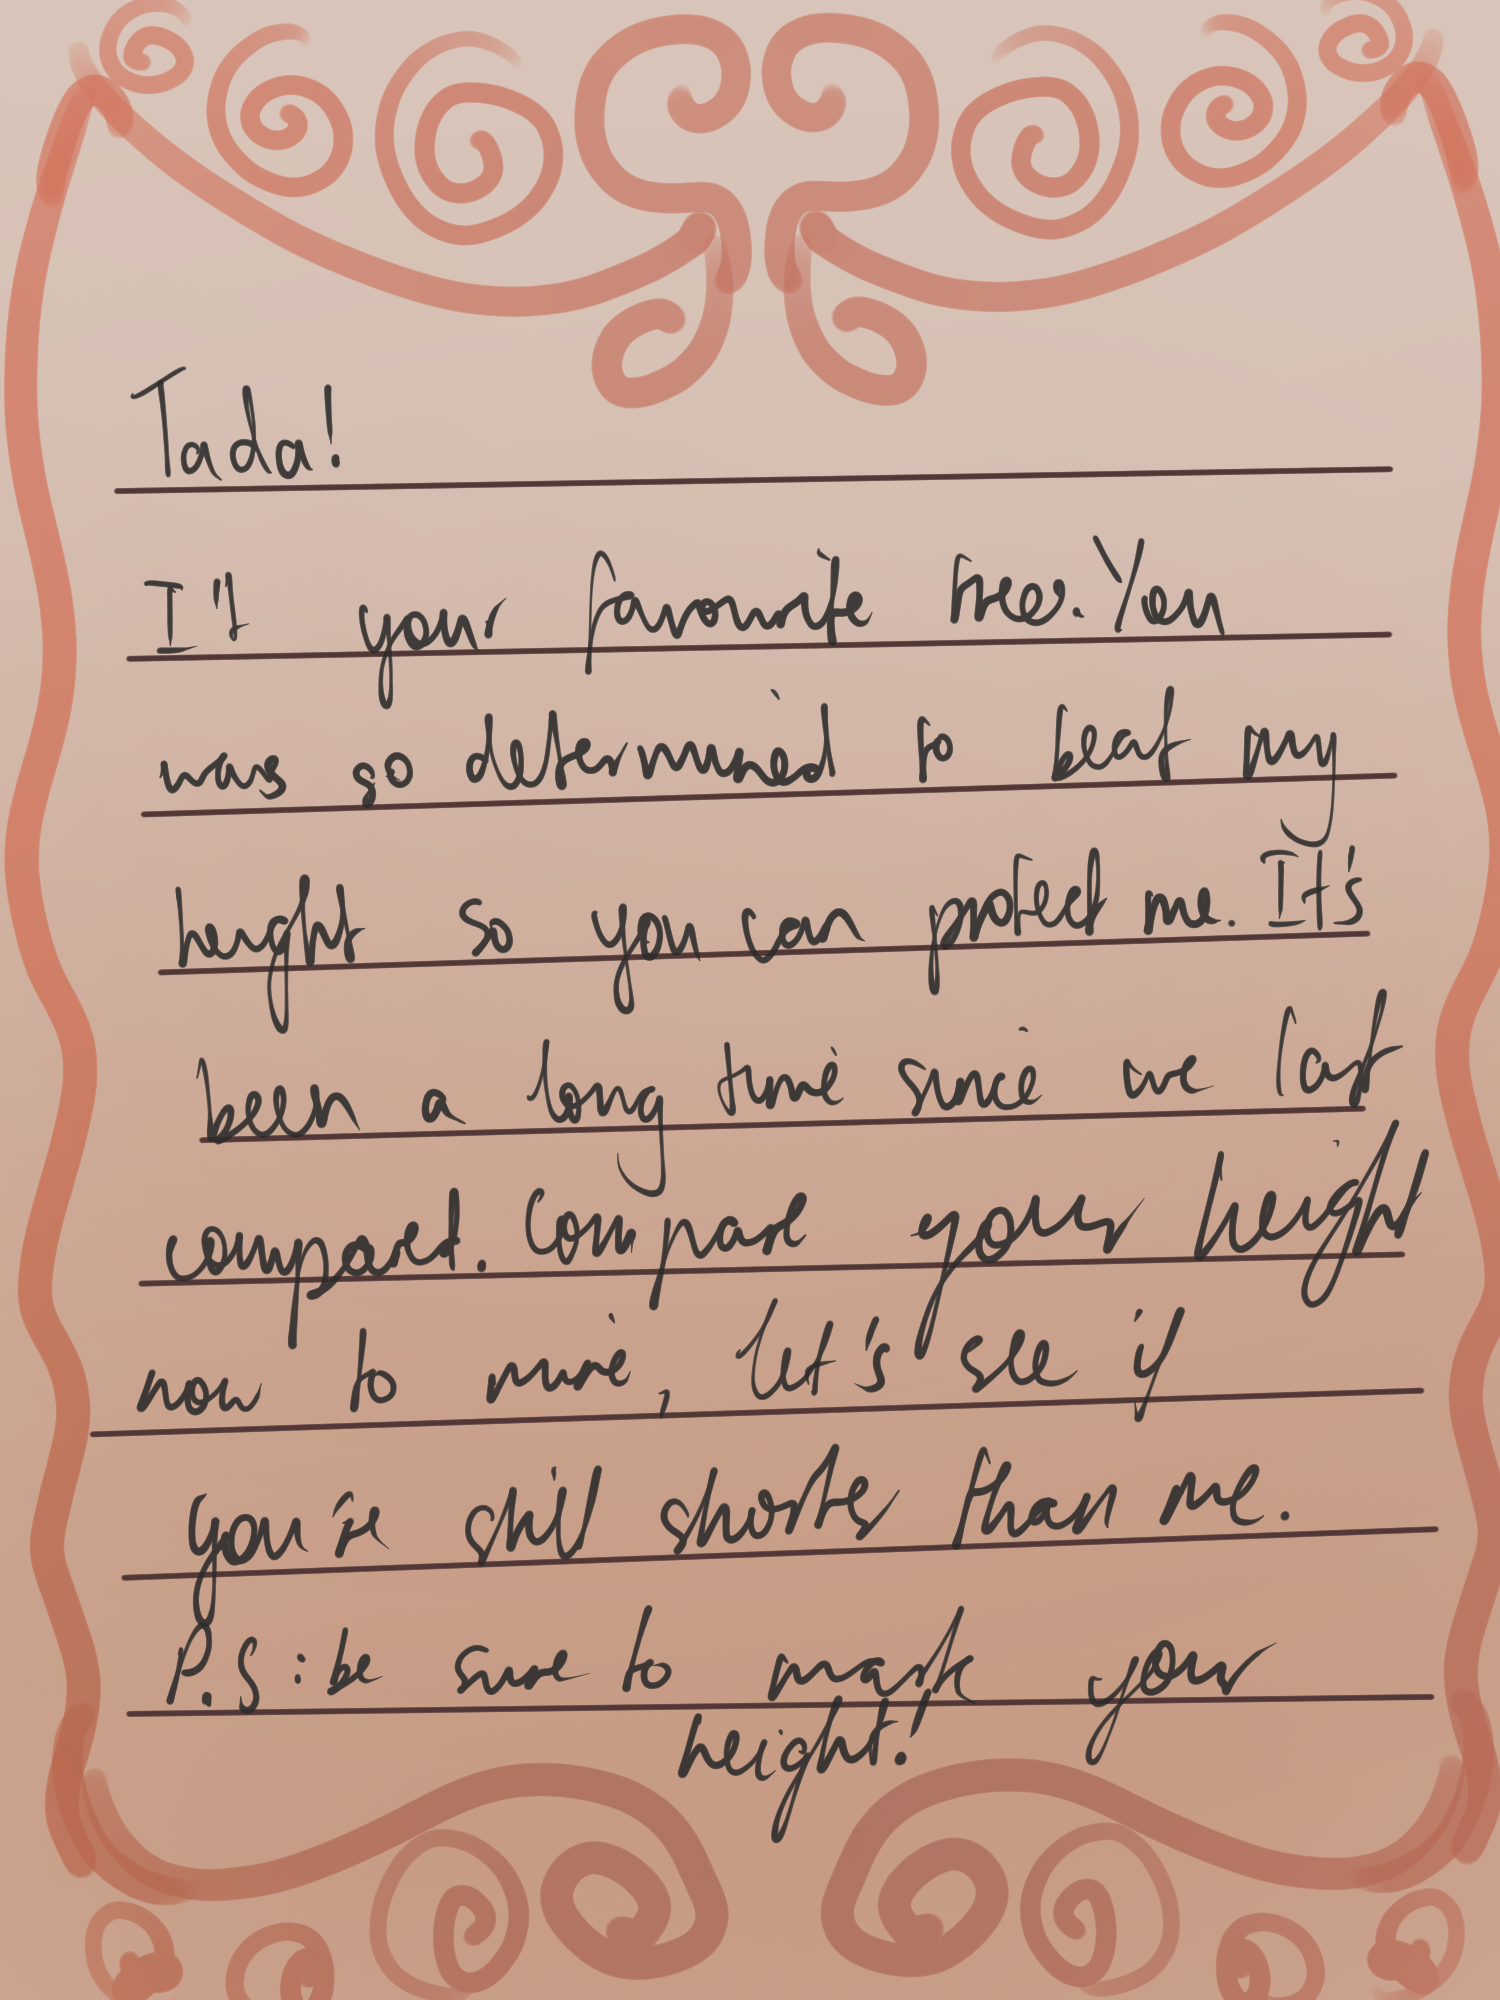 Tada!
It's your favourite tree. You
was so determined to beat my
height so you can protect me. It's
been a long time since we last
compared. Compare your height
now to mine, let's see if
you're still shorter than me.
P.S: be sure to mark your
height!